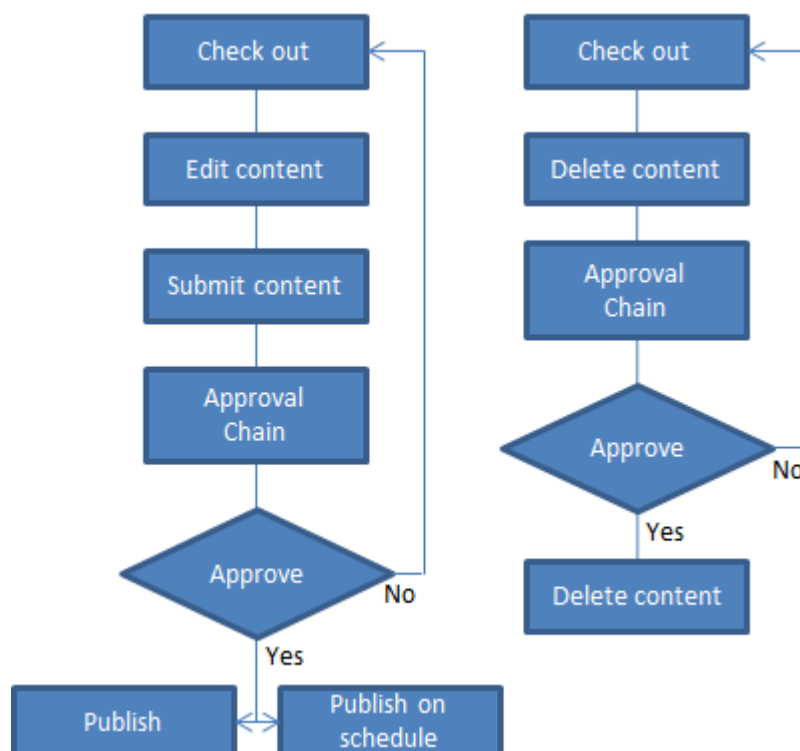 Check out
Edit content
Submit content
Approval
Chain
Approve
No
Yes
Publish
Publish on
schedule
Check out
Delete content
Approval
Chain
Approve
No
Yes
Delete content